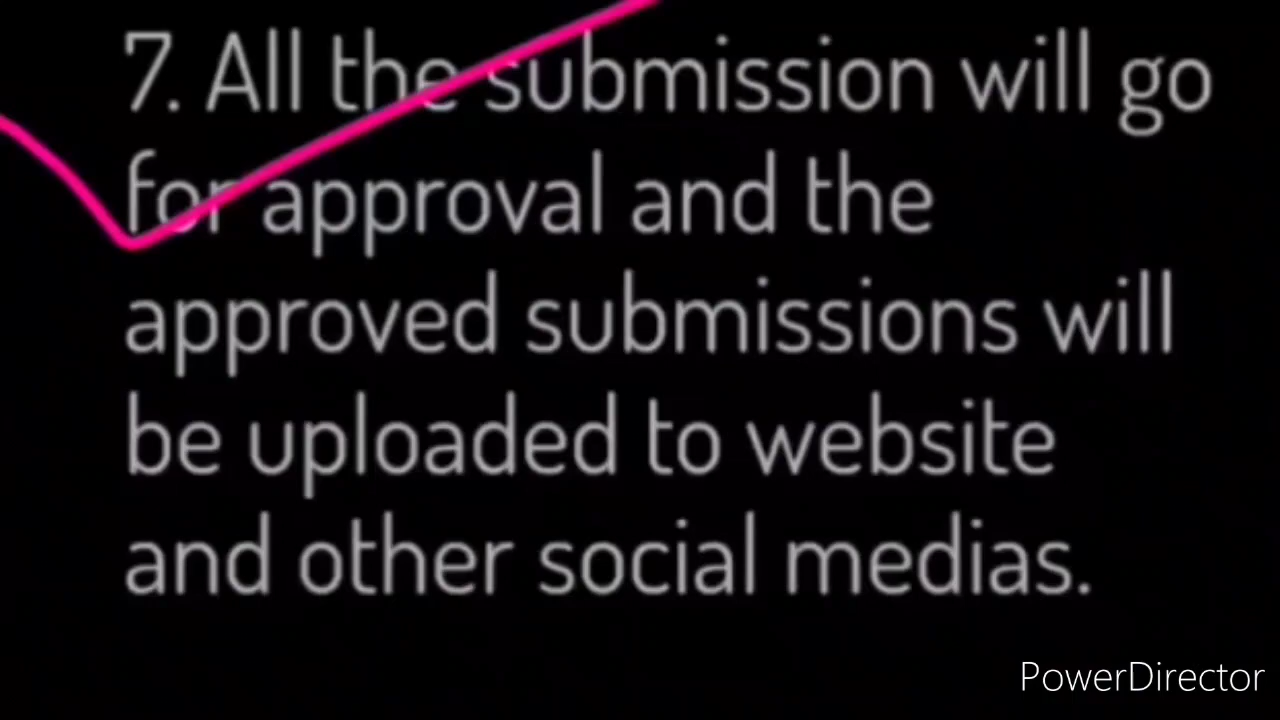 7. All the submission will go
for approval and the
approved submissions will
be uploaded to website
and other social medias.
PowerDirector